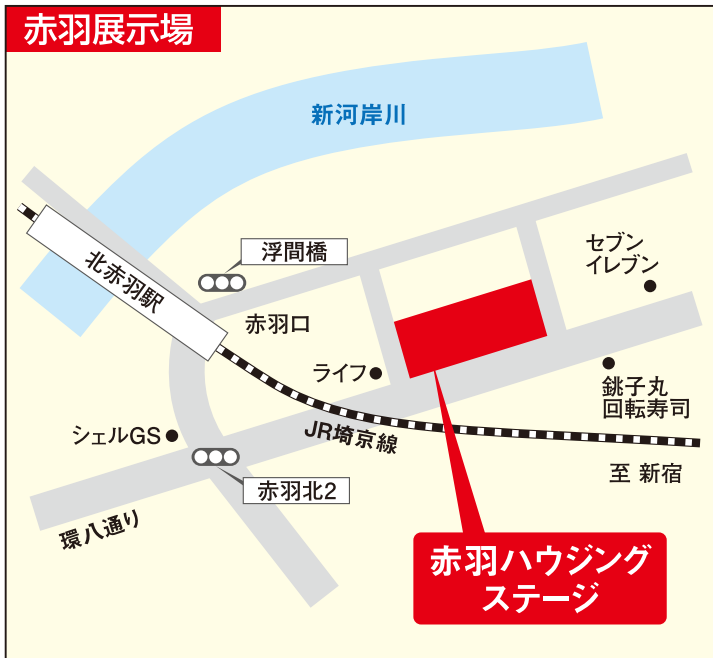 赤羽展示場
新河岸川
浮間橋
北赤羽駅
セブン
イレブン
赤羽口
ライフ
銚子丸
回転寿司
JR埼京線
シェルGS
至 新宿
赤羽北2
環八通り
赤羽ハウジング
ステージ